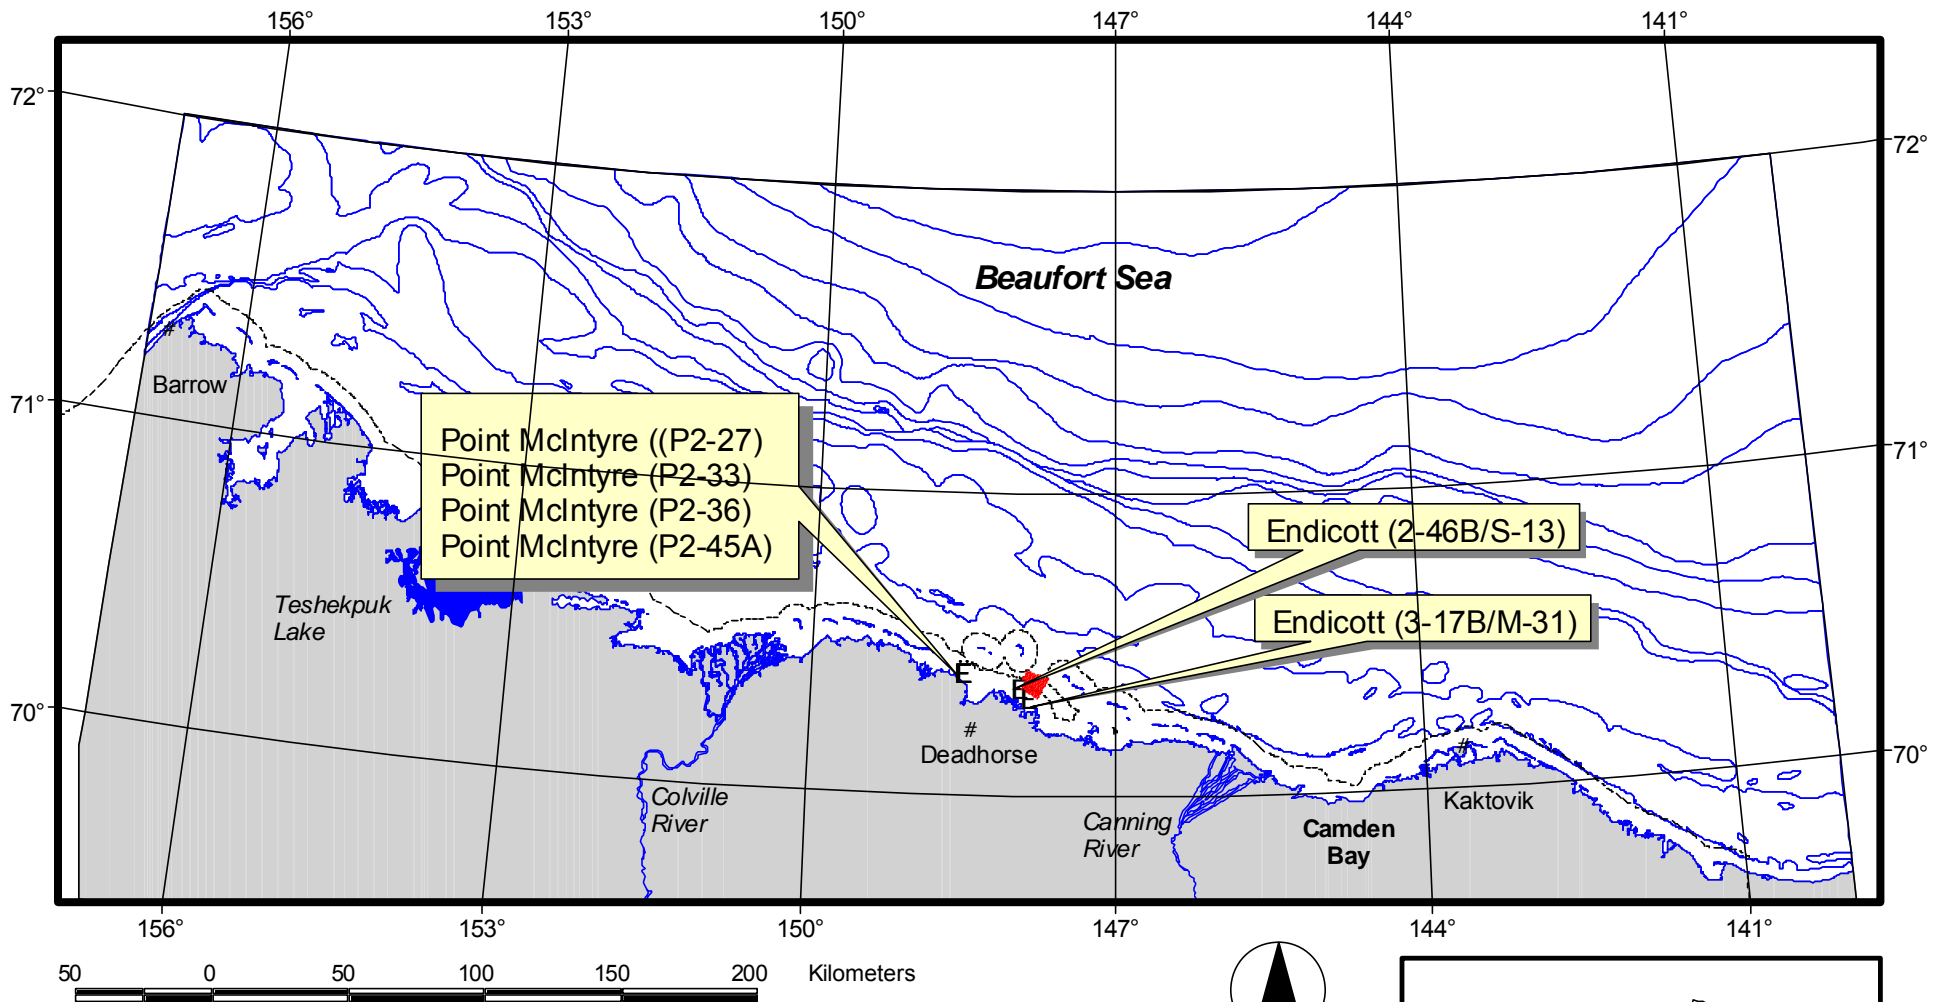 156° 153° 150° 147° 144° 141°
72° 72°
Beaufort Sea
#
Barrow
71° 71°
Point McIntyre ((P2-27)
Point McIntyre (P2-33)
Point McIntyre (P2-36)
Point McIntyre (P2-45A)
Endicott (2-46B/S-13)
Endicott (3-17B/M-31)
Teshekpuk
Lake
E
E
E
70° 70°
#
Deadhorse
#
Kaktovik
Colville
River
Canning
River
Camden
Bay
156° 153° 150° 147° 144° 141°
50 0 50 100 150 200 Kilometers